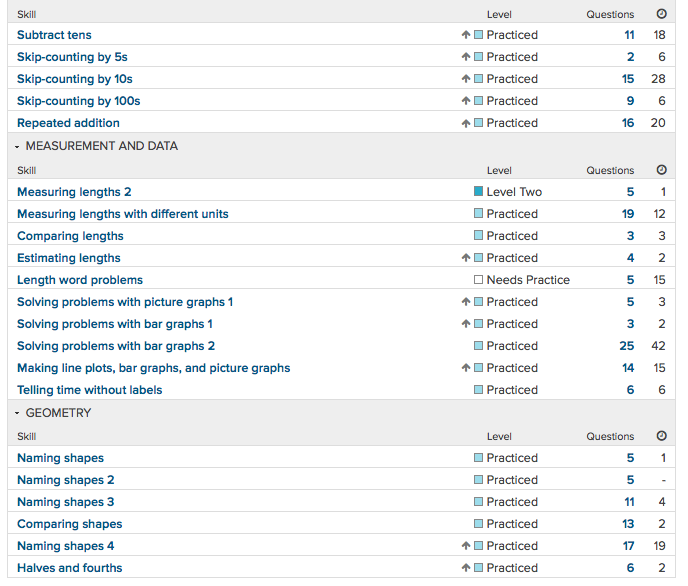 Skill Level Questions
Subtract tens Practiced 11 18
Skip-counting by 5s Practiced 2 6
Skip-counting by 10s Practiced 15 28
Skip-counting by 100s Practiced 9 6
Repeated addition Practiced 16 20
MEASUREMENT AND DATA
Skill Level Questions
Measuring lengths 2 Level Two 5 1
Measuring lengths with different units Practiced 19 12
Comparing lengths Practiced 3 3
Estimating lengths Practiced 4 2
Length word problems Needs Practice 5 15
Solving problems with picture graphs 1 Practiced 5 3
Solving problems with bar graphs 1 Practiced 3 2
Solving problems with bar graphs 2 Practiced 25 42
Making line plots, bar graphs, and picture graphs Practiced 14 15
Telling time without labels Practiced 6 6
GEOMETRY
Skill Level Questions
Naming shapes Practiced 5 1
Naming shapes 2 Practiced 5 -
Naming shapes 3 Practiced 11 4
Comparing shapes Practiced 13 2
Naming shapes 4 Practiced 17 19
Halves and fourths Practiced 6 2